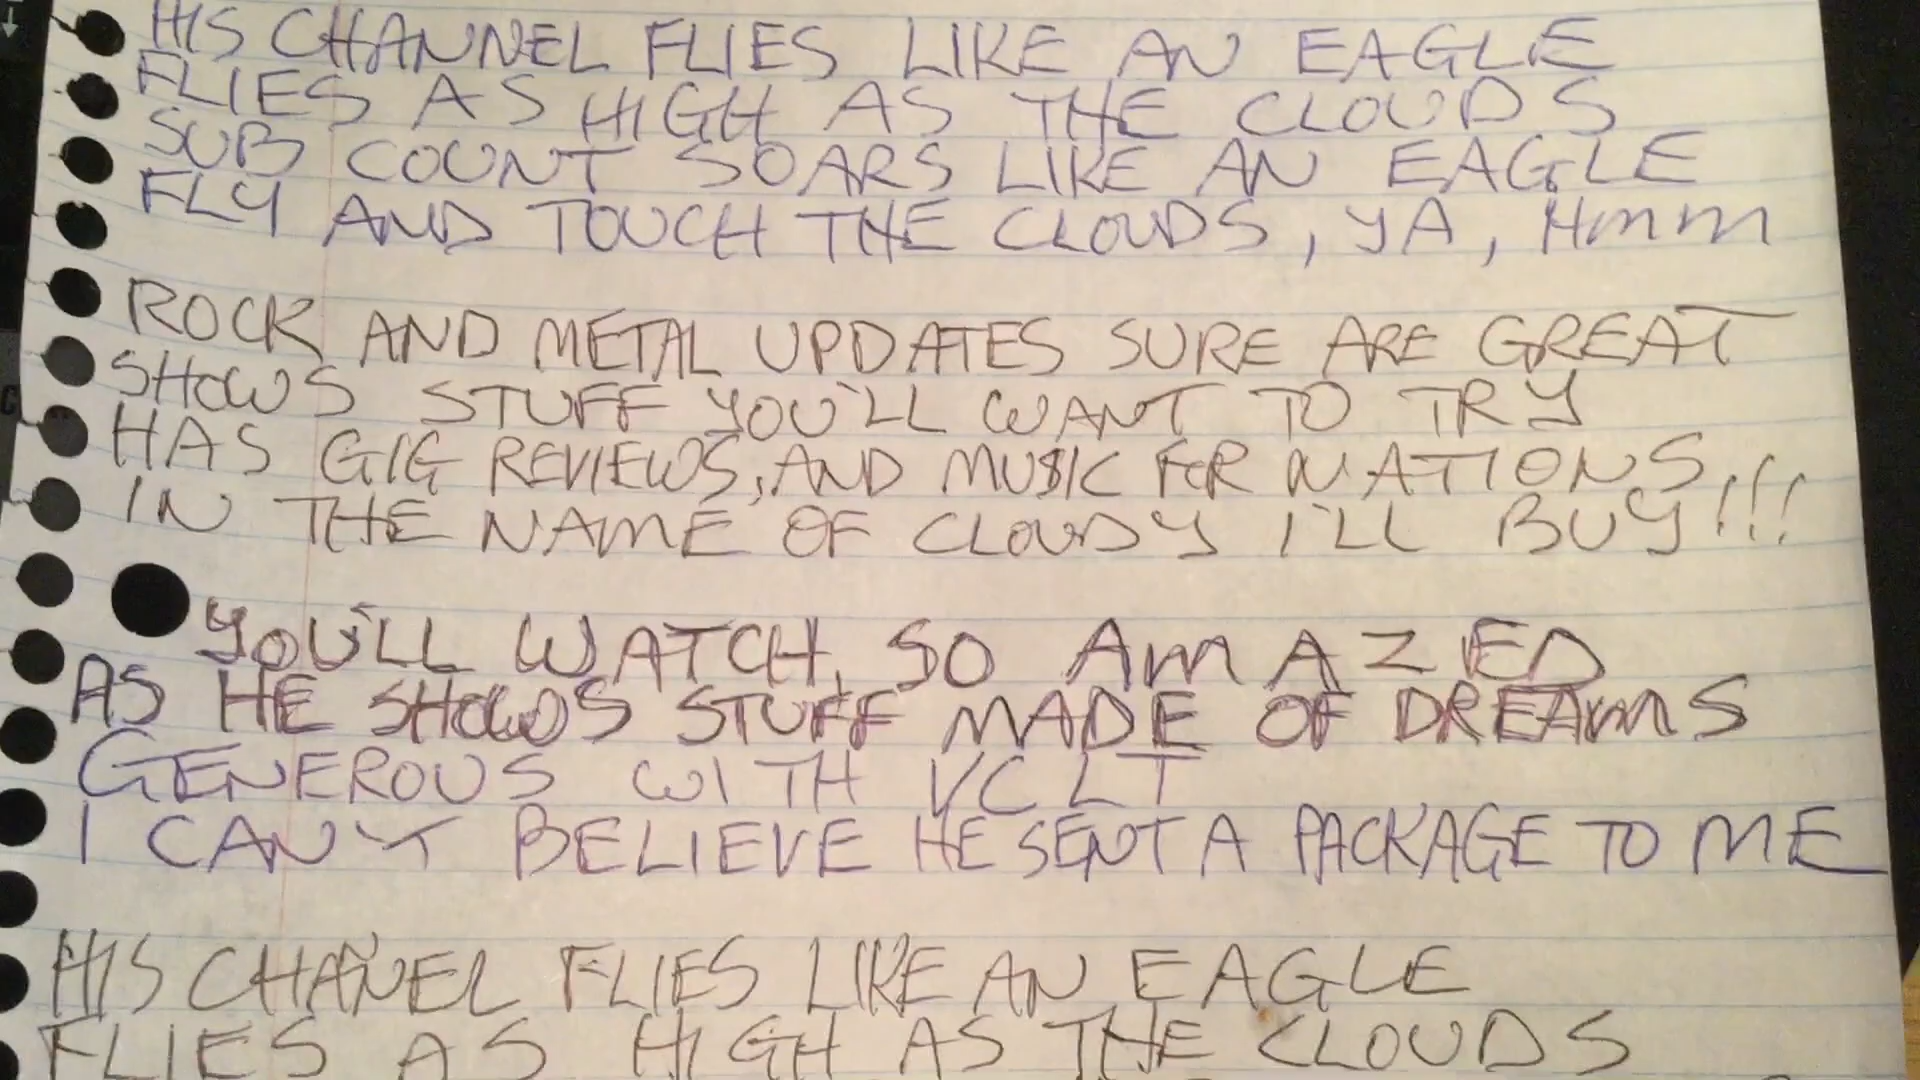 HIS CHANNEL FLIES LIKE AN EAGLE
FLIES AS HIGH AS THE CLOUDS
SUB COUNT SOARS LIKE AN EAGLE
FLY AND TOUCH THE CLOUDS, YA, HMMM
ROCK AND METAL UPDATES SURE ARE GREAT
SHOWS STUFF YOU'LL WANT TO TRY
HAS GIG REVIEWS, AND MUSIC FOR NATIONS
IN THE NAME OF CLOUDY I'LL BUY!!!
YOU'LL WATCH, SO AMAZED
AS HE SHOWS STUFF MADE OF DREAMS
GENEROUS WITH VCLT
I CAN'T BELIEVE HE SENT A PACKAGE TO ME
HIS CHANEL FLIES LIKE AN EAGLE
FLIES AS HIGH AS THE CLOUDS